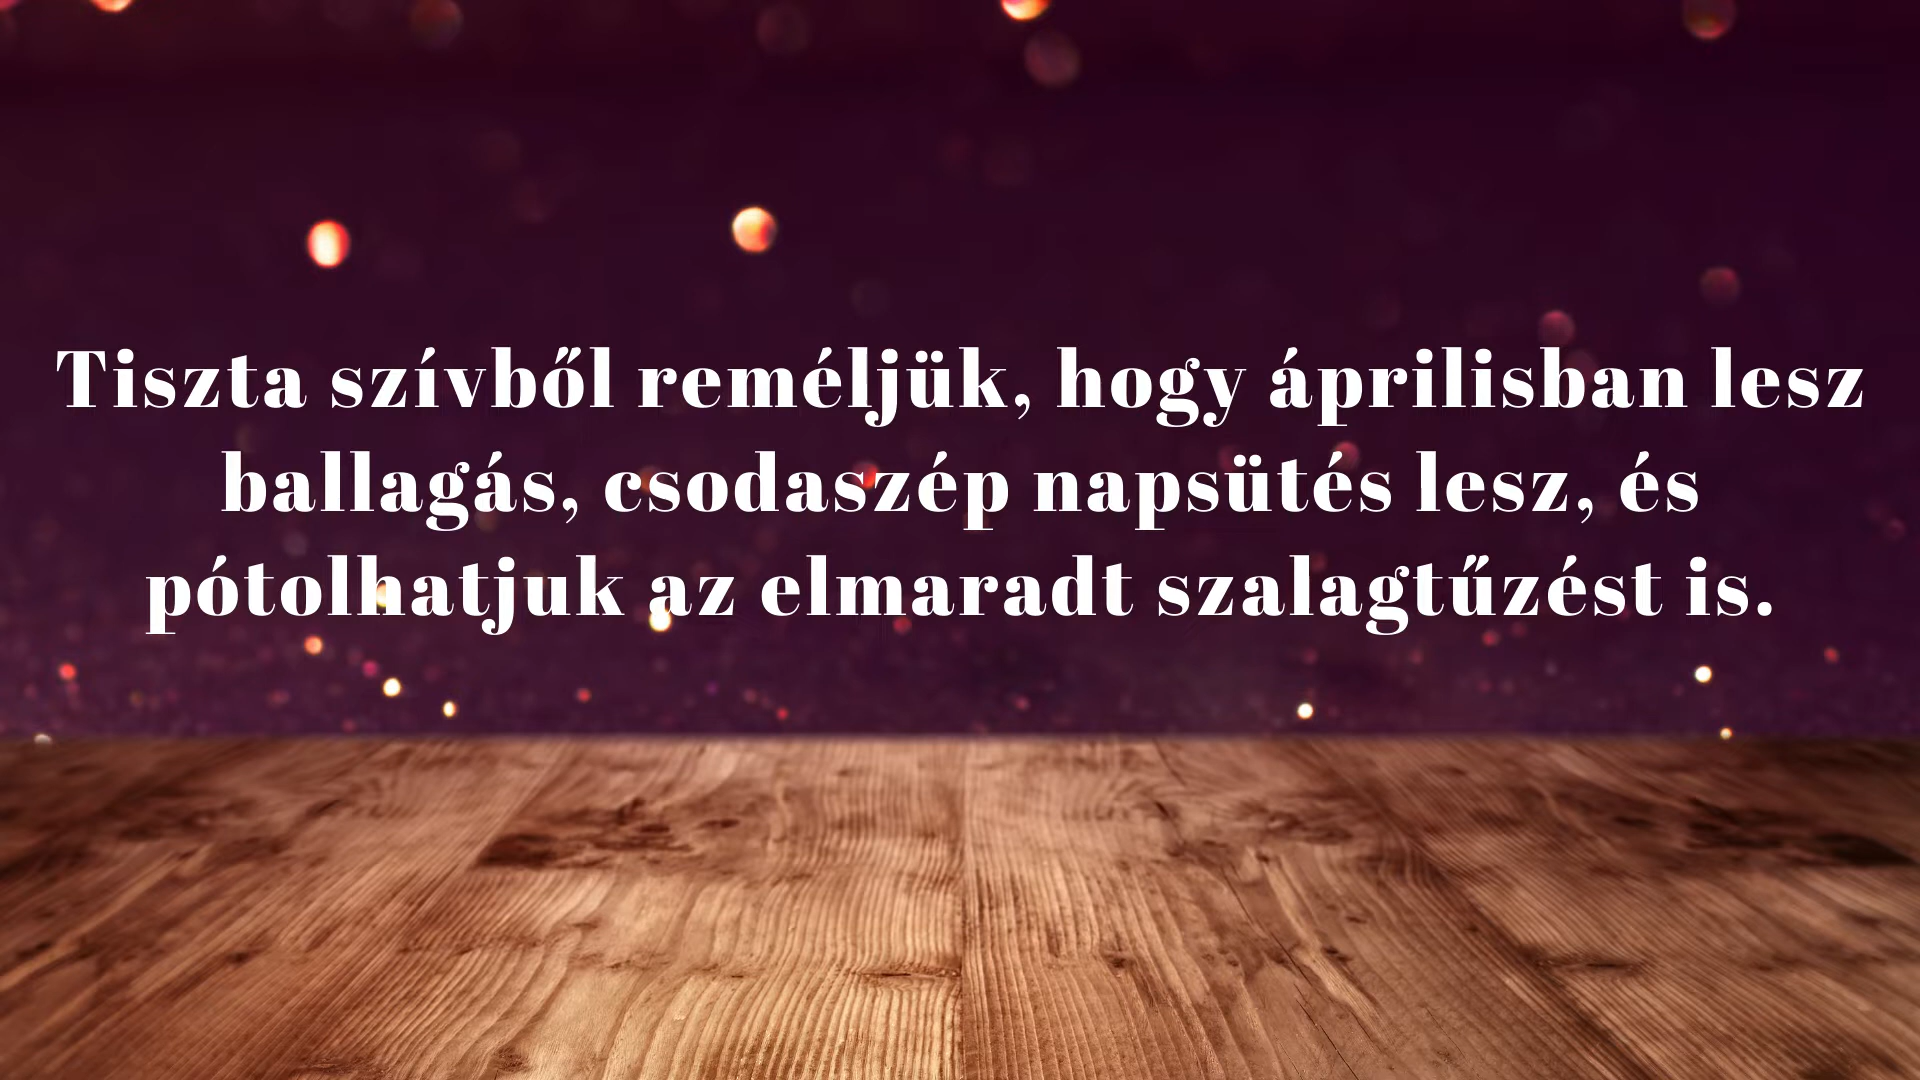 Tiszta szívből reméljük, hogy áprilisban lesz
ballagás, csodaszép napsütés lesz, és
pótolhatjuk az elmaradt szalagtűzést is.